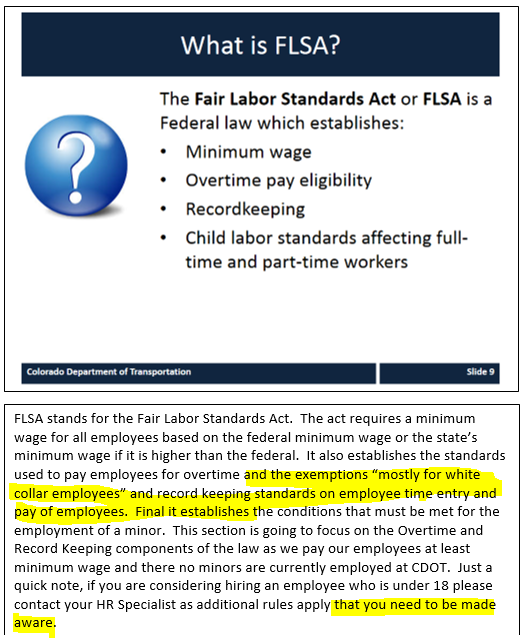 What is FLSA?
?
The Fair Labor Standards Act or FLSA is a
Federal law which establishes:
• Minimum wage
• Overtime pay eligibility
• Recordkeeping
• Child labor standards affecting full-
time and part-time workers
Colorado Department of Transportation
Slide 9
FLSA stands for the Fair Labor Standards Act.  The act requires a minimum
wage for all employees based on the federal minimum wage or the state’s
minimum wage if it is higher than the federal.  It also establishes the standards
used to pay employees for overtime and the exemptions “mostly for white
collar employees” and record keeping standards on employee time entry and
pay of employees.  Final it establishes the conditions that must be met for the
employment of a minor.  This section is going to focus on the Overtime and
Record Keeping components of the law as we pay our employees at least
minimum wage and there no minors are currently employed at CDOT.  Just a
quick note, if you are considering hiring an employee who is under 18 please
contact your HR Specialist as additional rules apply that you need to be made
aware.